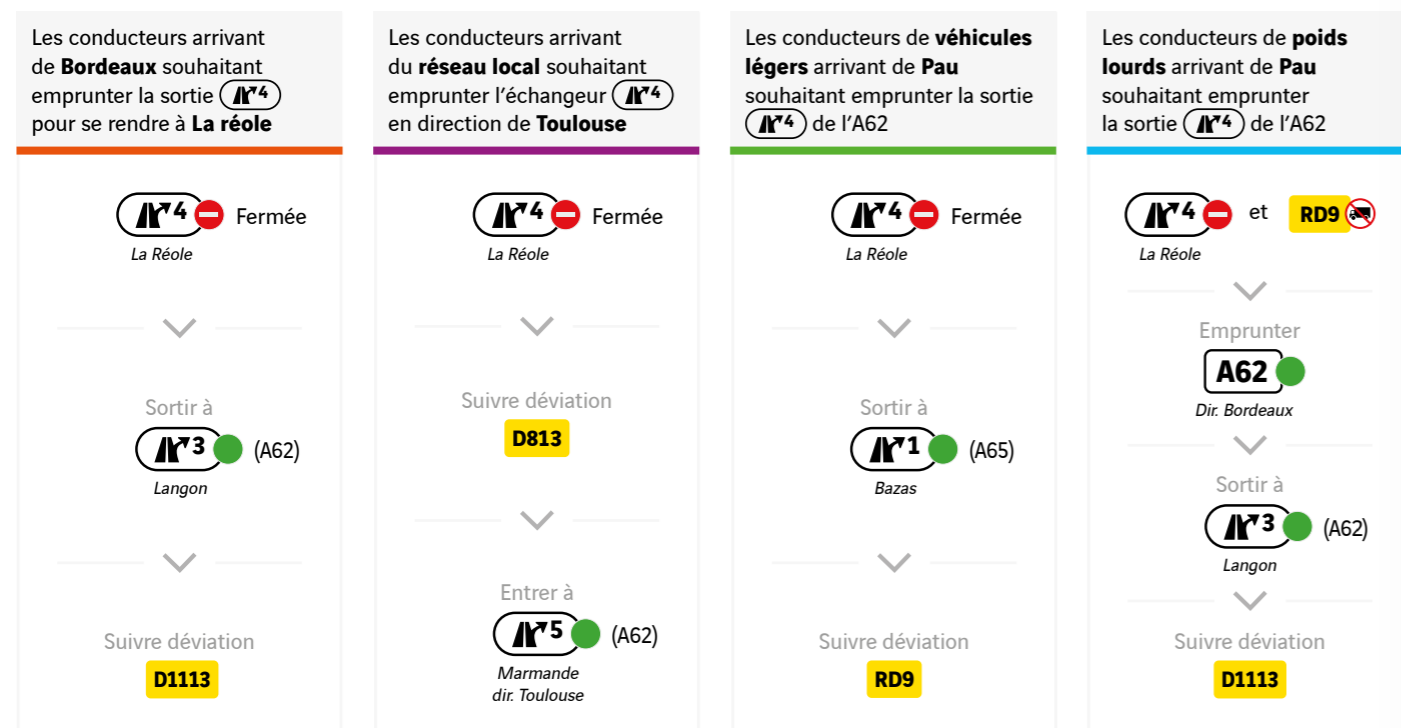 Les conducteurs arrivant
de Bordeaux souhaitant
emprunter la sortie 4
pour se rendre à La réole
4 Fermée
La Réole
Sortir à
3 (A62)
Langon
Suivre déviation
D1113
Les conducteurs arrivant
du réseau local souhaitant
emprunter l'échangeur 4
en direction de Toulouse
4 Fermée
La Réole
Suivre déviation
D813
Entrer à
5 (A62)
Marmande
dir. Toulouse
Les conducteurs de véhicules
légers arrivant de Pau
souhaitant emprunter la sortie
4 de l'A62
4 Fermée
La Réole
Sortir à
1 (A65)
Bazas
Suivre déviation
RD9
Les conducteurs de poids
lourds arrivant de Pau
souhaitant emprunter
la sortie 4 de l'A62
4 et RD9
La Réole
Emprunter
A62
Dir. Bordeaux
Sortir à
3 (A62)
Langon
Suivre déviation
D1113